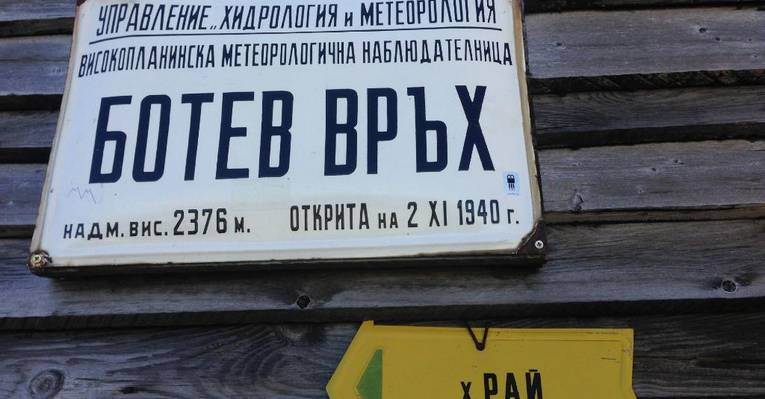 УПРАВЛЕНИЕ „ХИДРОЛОГИЯ И МЕТЕОРОЛОГИЯ
ВИСОКОПЛАНИНСКА МЕТЕОРОЛОГИЧНА НАБЛЮДАТЕЛНИЦА
БОТЕВ ВРЪХ
НАДМ. ВИС. 2376 М. ОТКРИТА на 2 XI 1940 г.
х. РАЙ